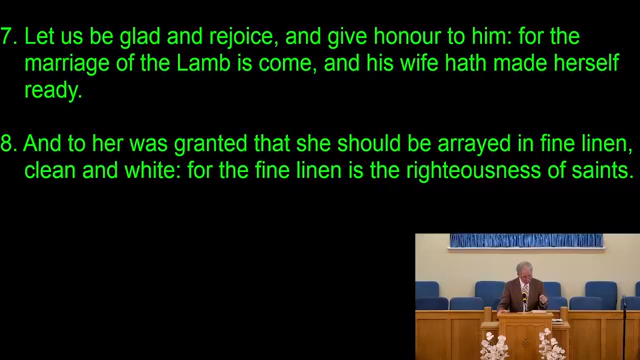 7. Let us be glad and rejoice, and give honour to him: for the
marriage of the Lamb is come, and his wife hath made herself
ready.
8. And to her was granted that she should be arrayed in fine linen,
clean and white: for the fine linen is the righteousness of saints.